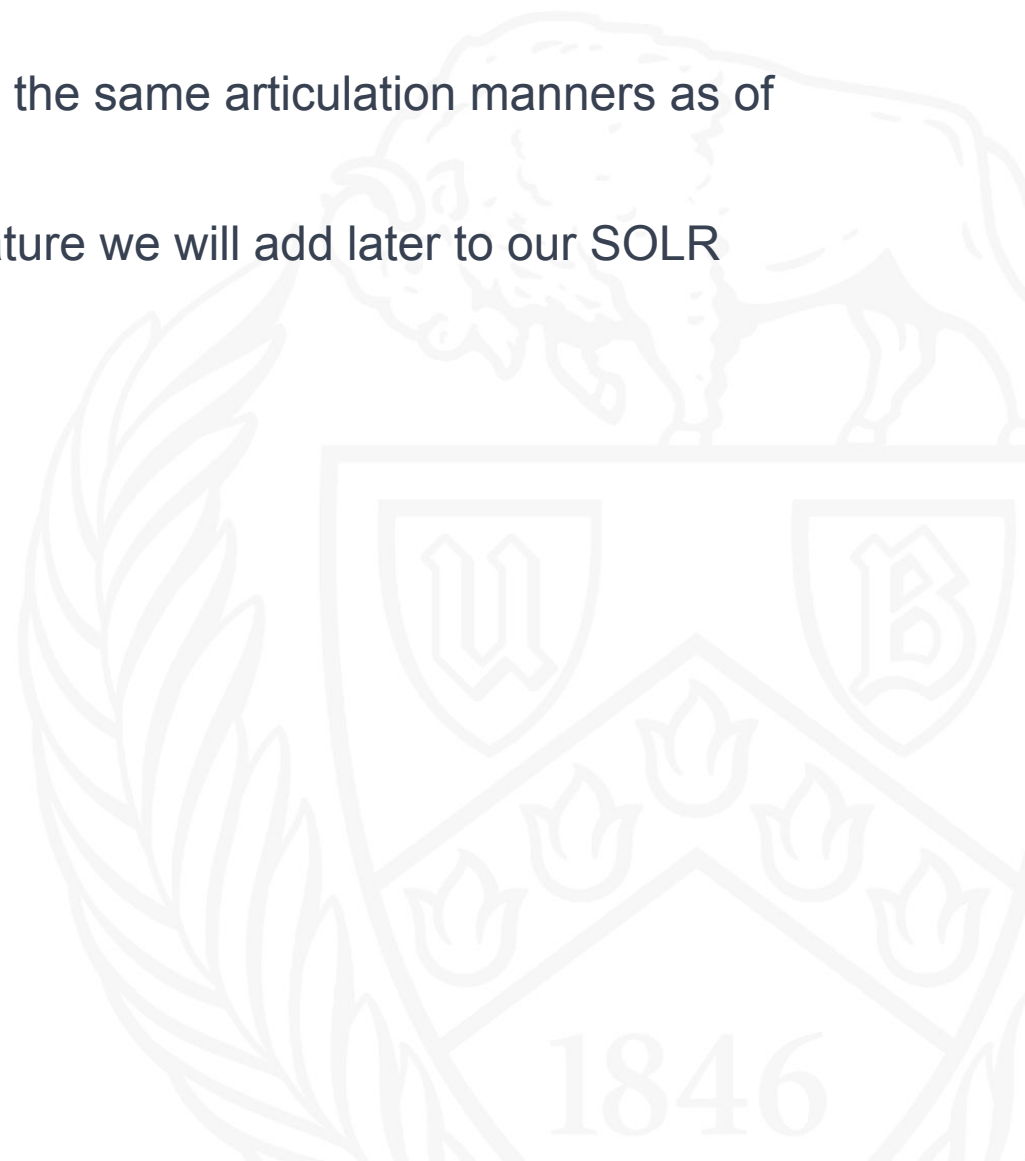 the same articulation manners as of
ture we will add later to our SOLR
U B
1846